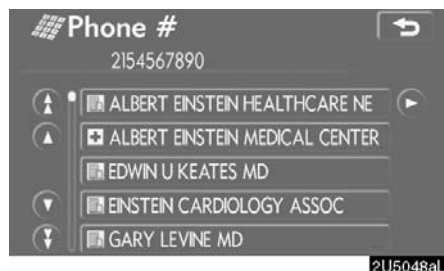 Phone #
2154567890
ALBERT EINSTEIN HEALTHCARE NE
ALBERT EINSTEIN MEDICAL CENTER
EDWIN U KEATES MD
EINSTEIN CARDIOLOGY ASSOC
GARY LEVINE MD
2U5048aI